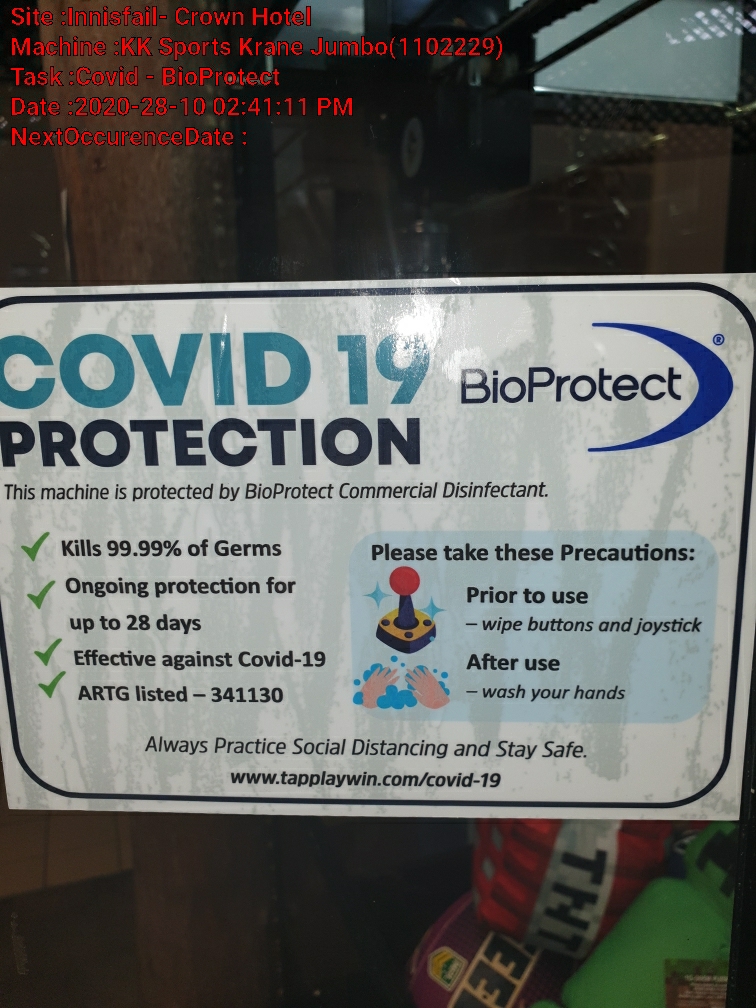 Site :Innisfail- Crown Hotel
Machine :KK Sports Krane Jumbo(1102229)
Task :Covid - BioProtect
Date :2020-28-10 02:41:11 PM
NextOccurenceDate :
COVID 19
PROTECTION
BioProtect®
This machine is protected by BioProtect Commercial Disinfectant.
Kills 99.99% of Germs
Ongoing protection for
up to 28 days
Effective against Covid-19
ARTG listed – 341130
Please take these Precautions:
Prior to use
– wipe buttons and joystick
After use
– wash your hands
Always Practice Social Distancing and Stay Safe.
www.tapplaywin.com/covid-19
TNT